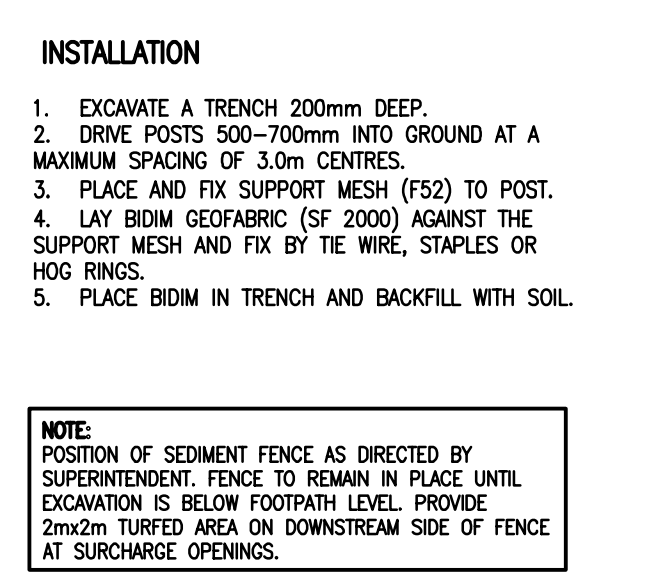 INSTALLATION
1. EXCAVATE A TRENCH 200mm DEEP.
2. DRIVE POSTS 500-700mm INTO GROUND AT A
MAXIMUM SPACING OF 3.0m CENTRES.
3. PLACE AND FIX SUPPORT MESH (F52) TO POST.
4. LAY BIDIM GEOFABRIC (SF 2000) AGAINST THE
SUPPORT MESH AND FIX BY TIE WIRE, STAPLES OR
HOG RINGS.
5. PLACE BIDIM IN TRENCH AND BACKFILL WITH SOIL.
NOTE:
POSITION OF SEDIMENT FENCE AS DIRECTED BY
SUPERINTENDENT. FENCE TO REMAIN IN PLACE UNTIL
EXCAVATION IS BELOW FOOTPATH LEVEL. PROVIDE
2mx2m TURFED AREA ON DOWNSTREAM SIDE OF FENCE
AT SURCHARGE OPENINGS.